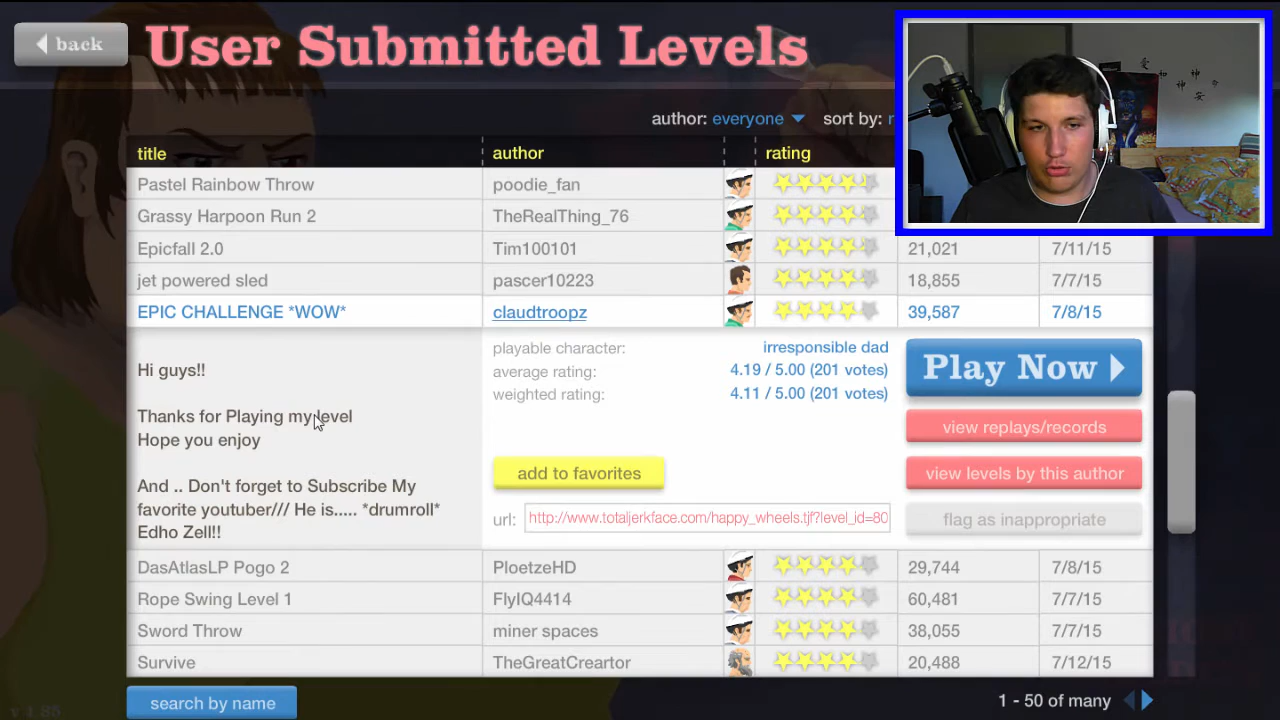 back
User Submitted Levels
author: everyone
sort by:
title author rating
Pastel Rainbow Throw poodie_fan
Grassy Harpoon Run 2 TheRealThing_76
Epicfall 2.0 Tim100101 21,021 7/11/15
jet powered sled pascer10223 18,855 7/7/15
EPIC CHALLENGE *WOW* claudtroopz 39,587 7/8/15
Hi guys!!
Thanks for Playing my level
Hope you enjoy
And .. Don't forget to Subscribe My
favorite youtuber/// He is..... *drumroll*
Edho Zell!!
playable character: irresponsible dad
average rating: 4.19 / 5.00 (201 votes)
weighted rating: 4.11 / 5.00 (201 votes)
add to favorites
url: http://www.totaljerkface.com/happy_wheels.tjf?level_id=80
Play Now
view replays/records
view levels by this author
flag as inappropriate
DasAtlasLP Pogo 2 PloetzeHD 29,744 7/8/15
Rope Swing Level 1 FlyIQ4414 60,481 7/7/15
Sword Throw miner spaces 38,055 7/7/15
Survive TheGreatCreartor 20,488 7/12/15
search by name
1 - 50 of many
v 1.85